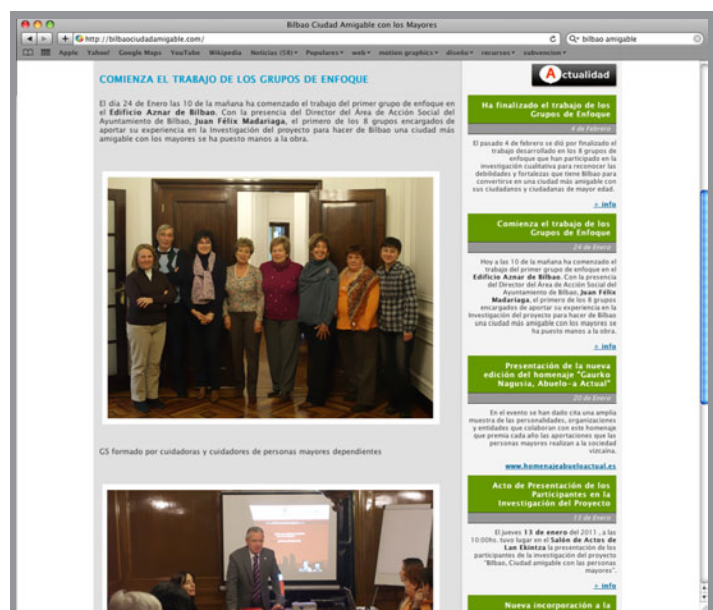 Bilbao Ciudad Amigable con los Mayores
http://bilbaociudadamigable.com/
bilbao amigable
Apple Yahoo! Google Maps YouTube Wikipedia Noticias (58) Populares web motion graphics diseño recursos subvencion
COMIENZA EL TRABAJO DE LOS GRUPOS DE ENFOQUE
El día 24 de Enero las 10 de la mañana ha comenzado el trabajo del primer grupo de enfoque en
el Edificio Aznar de Bilbao. Con la presencia del Director del Área de Acción Social del
Ayuntamiento de Bilbao, Juan Félix Madariaga, el primero de los 8 grupos encargados de
aportar su experiencia en la Investigación del proyecto para hacer de Bilbao una ciudad más
amigable con los mayores se ha puesto manos a la obra.
GS formado por cuidadoras y cuidadores de personas mayores dependientes
Actualidad
Ha finalizado el trabajo de los
Grupos de Enfoque
4 de Febrero
El pasado 4 de febrero se dió por finalizado el
trabajo desarrollado en los 8 grupos de
enfoque que han participado en la
investigación cualitativa para reconocer las
debilidades y fortalezas que tiene Bilbao para
convertirse en una ciudad más amigable con
sus ciudadanos y ciudadanas de mayor edad.
+ info
Comienza el trabajo de los
Grupos de Enfoque
24 de Enero
Hoy a las 10 de la mañana ha comenzado el
trabajo del primer grupo de enfoque en el
Edificio Aznar de Bilbao. Con la presencia
del Director del Área de Acción Social del
Ayuntamiento de Bilbao, Juan Félix
Madariaga, el primero de los 8 grupos
encargados de aportar su experiencia en la
Investigación del proyecto para hacer de Bilbao
una ciudad más amigable con los mayores se
ha puesto manos a la obra.
+ info
Presentación de la nueva
edición del homenaje "Gaurko
Nagusia, Abuelo-a Actual"
20 de Enero
En el evento se han dado cita una amplia
muestra de las personalidades, organizaciones
y entidades que colaboran con este homenaje
que premia cada año las aportaciones que las
personas mayores realizan a la sociedad
vizcaína.
www.homenajeabueloactual.es
Acto de Presentación de los
Participantes en la
Investigación del Proyecto
13 de Enero
El jueves 13 de enero del 2011 , a las
10:00hs. tuvo lugar en el Salón de Actos de
Lan Ekintza la presentación de los
participantes de la investigación del proyecto
"Bilbao, Ciudad amigable con las personas
mayores".
+ info
Nueva incorporación a la